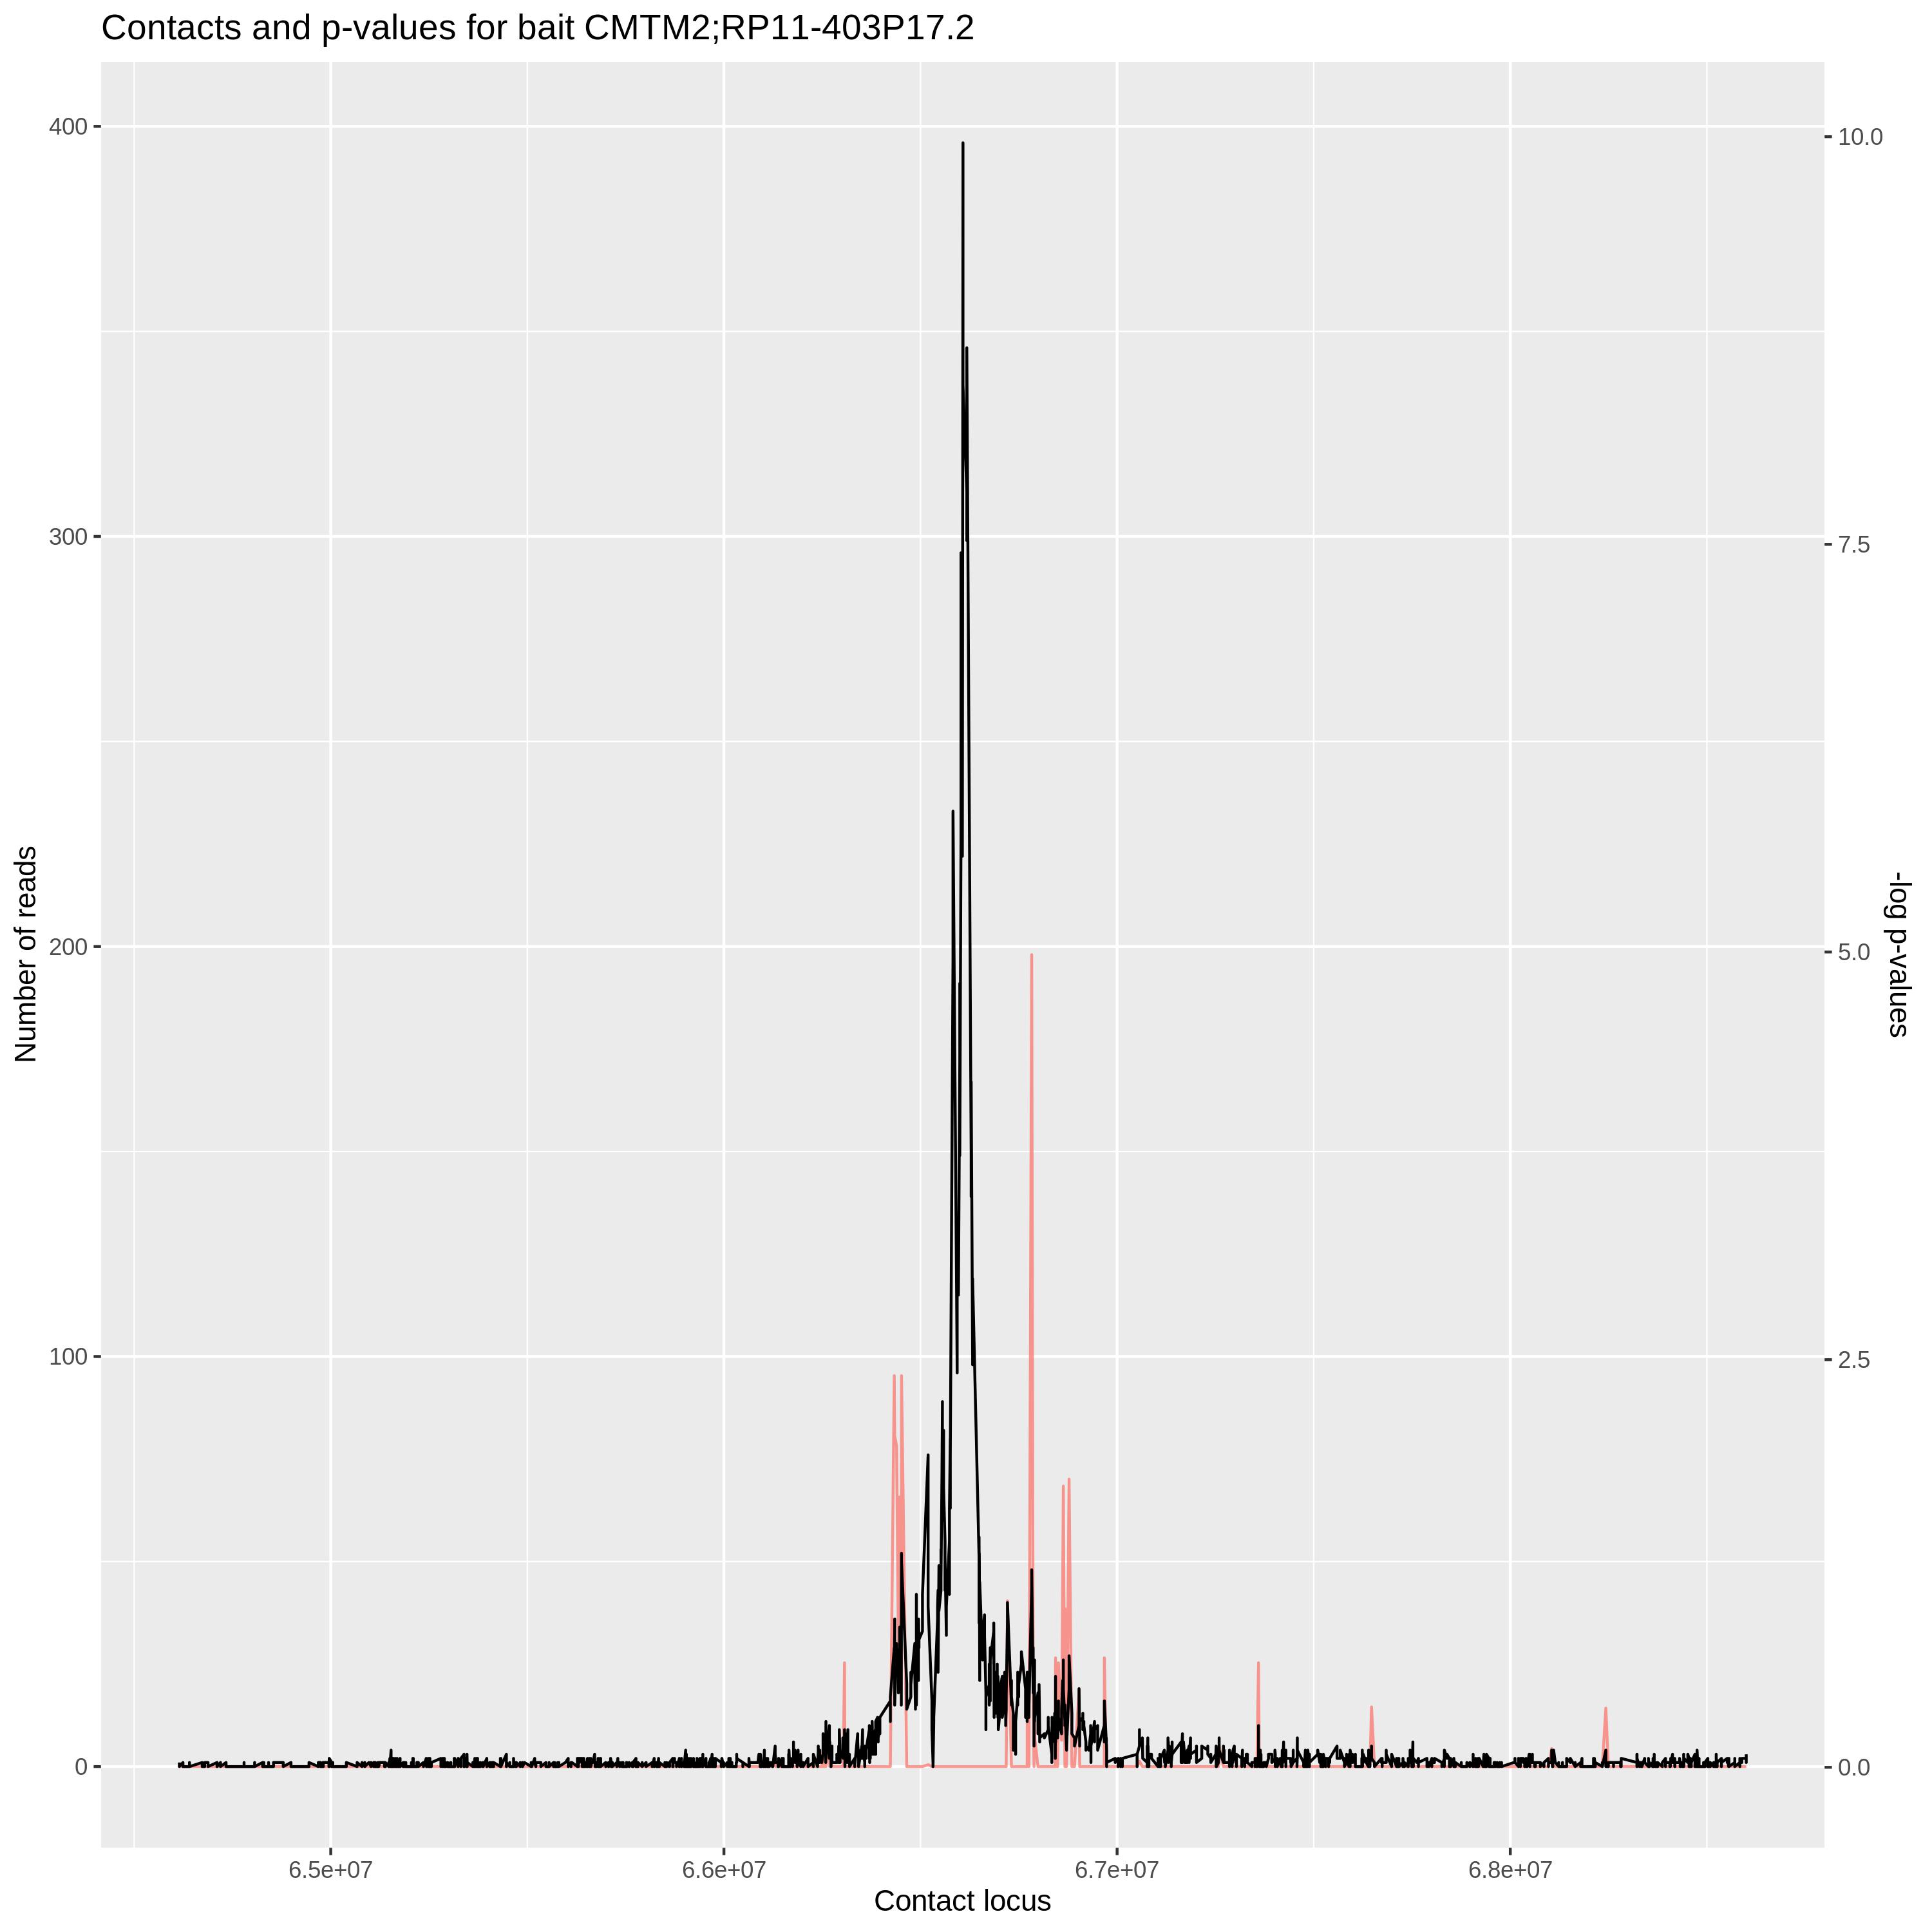 Contacts and p-values for bait CMTM2;RP11-403P17.2
400
300
200
100
0
Number of reads
10.0
7.5
5.0
2.5
0.0
-log p-values
6.5e+07
6.6e+07
6.7e+07
6.8e+07
Contact locus